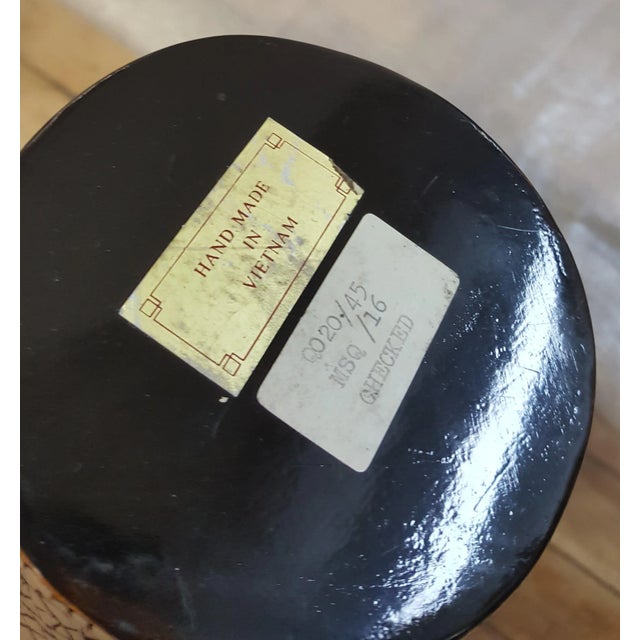 HAND MADE
IN
VIETNAM
QO20/45
MSQ /16
CHECKED